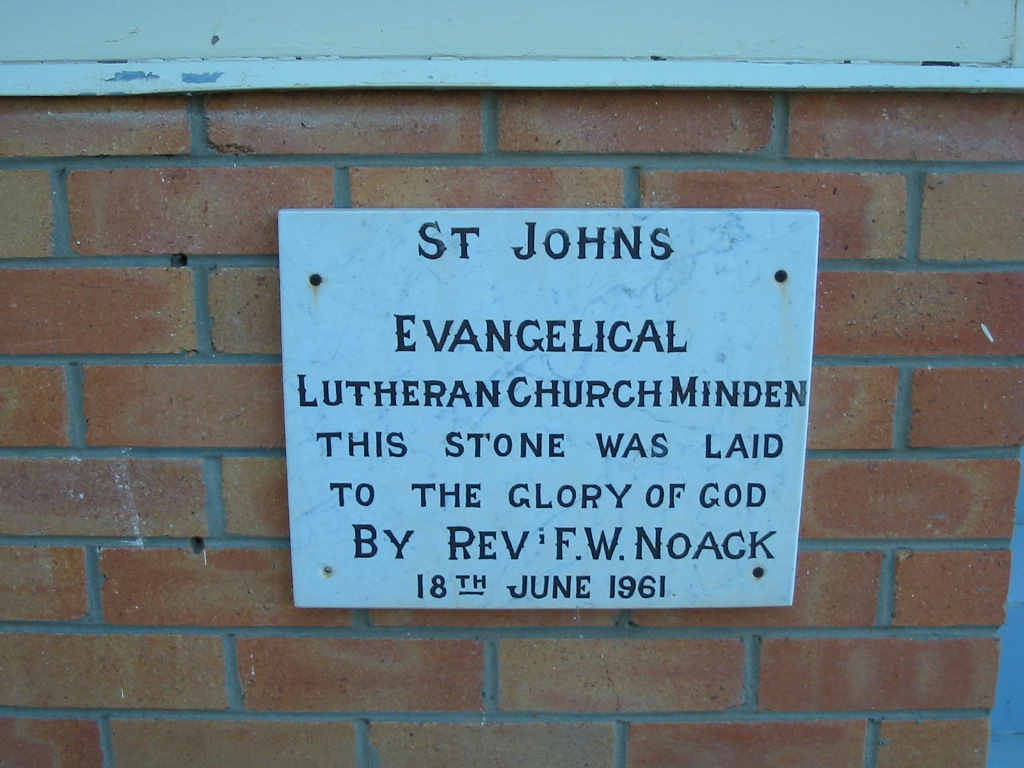 ST JOHNS
EVANGELICAL
LUTHERAN CHURCH MINDEN
THIS STONE WAS LAID
TO THE GLORY OF GOD
BY REV: F.W. NOACK
18TH JUNE 1961